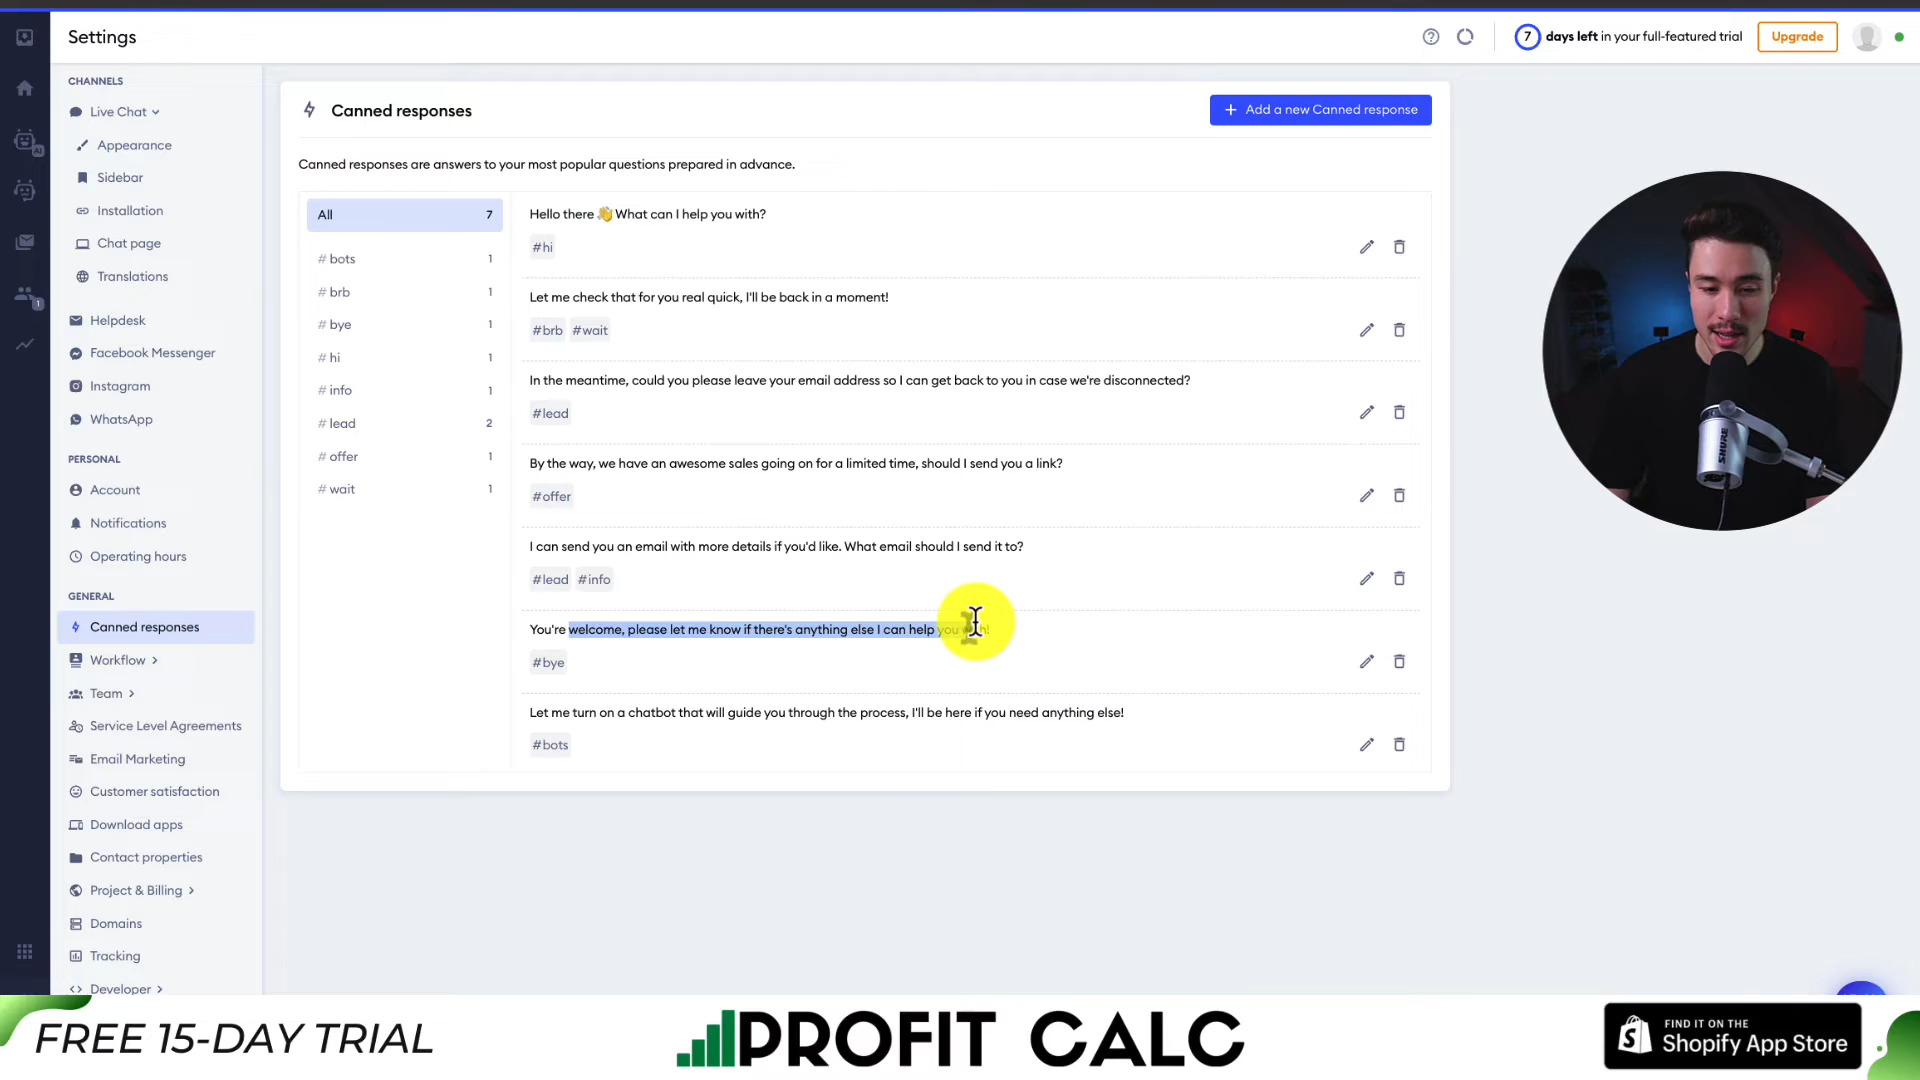 Settings
7 days left in your full-featured trial
Upgrade
CHANNELS
Live Chat
Appearance
Sidebar
Installation
Chat page
Translations
Helpdesk
Facebook Messenger
Instagram
WhatsApp
PERSONAL
Account
Notifications
Operating hours
GENERAL
Canned responses
Workflow
Team
Service Level Agreements
Email Marketing
Customer satisfaction
Download apps
Contact properties
Project & Billing
Domains
Tracking
Developer
AI
1
Canned responses
+ Add a new Canned response
Canned responses are answers to your most popular questions prepared in advance.
All 7
# bots 1
# brb 1
# bye 1
# hi 1
# info 1
# lead 2
# offer 1
# wait 1
Hello there 👋 What can I help you with?
#hi
Let me check that for you real quick, I'll be back in a moment!
#brb #wait
In the meantime, could you please leave your email address so I can get back to you in case we're disconnected?
#lead
By the way, we have an awesome sales going on for a limited time, should I send you a link?
#offer
I can send you an email with more details if you'd like. What email should I send it to?
#lead #info
You're welcome, please let me know if there's anything else I can help you
#bye
Let me turn on a chatbot that will guide you through the process, I'll be here if you need anything else!
#bots
SHURE
FREE 15-DAY TRIAL
PROFIT CALC
FIND IT ON THE
Shopify App Store